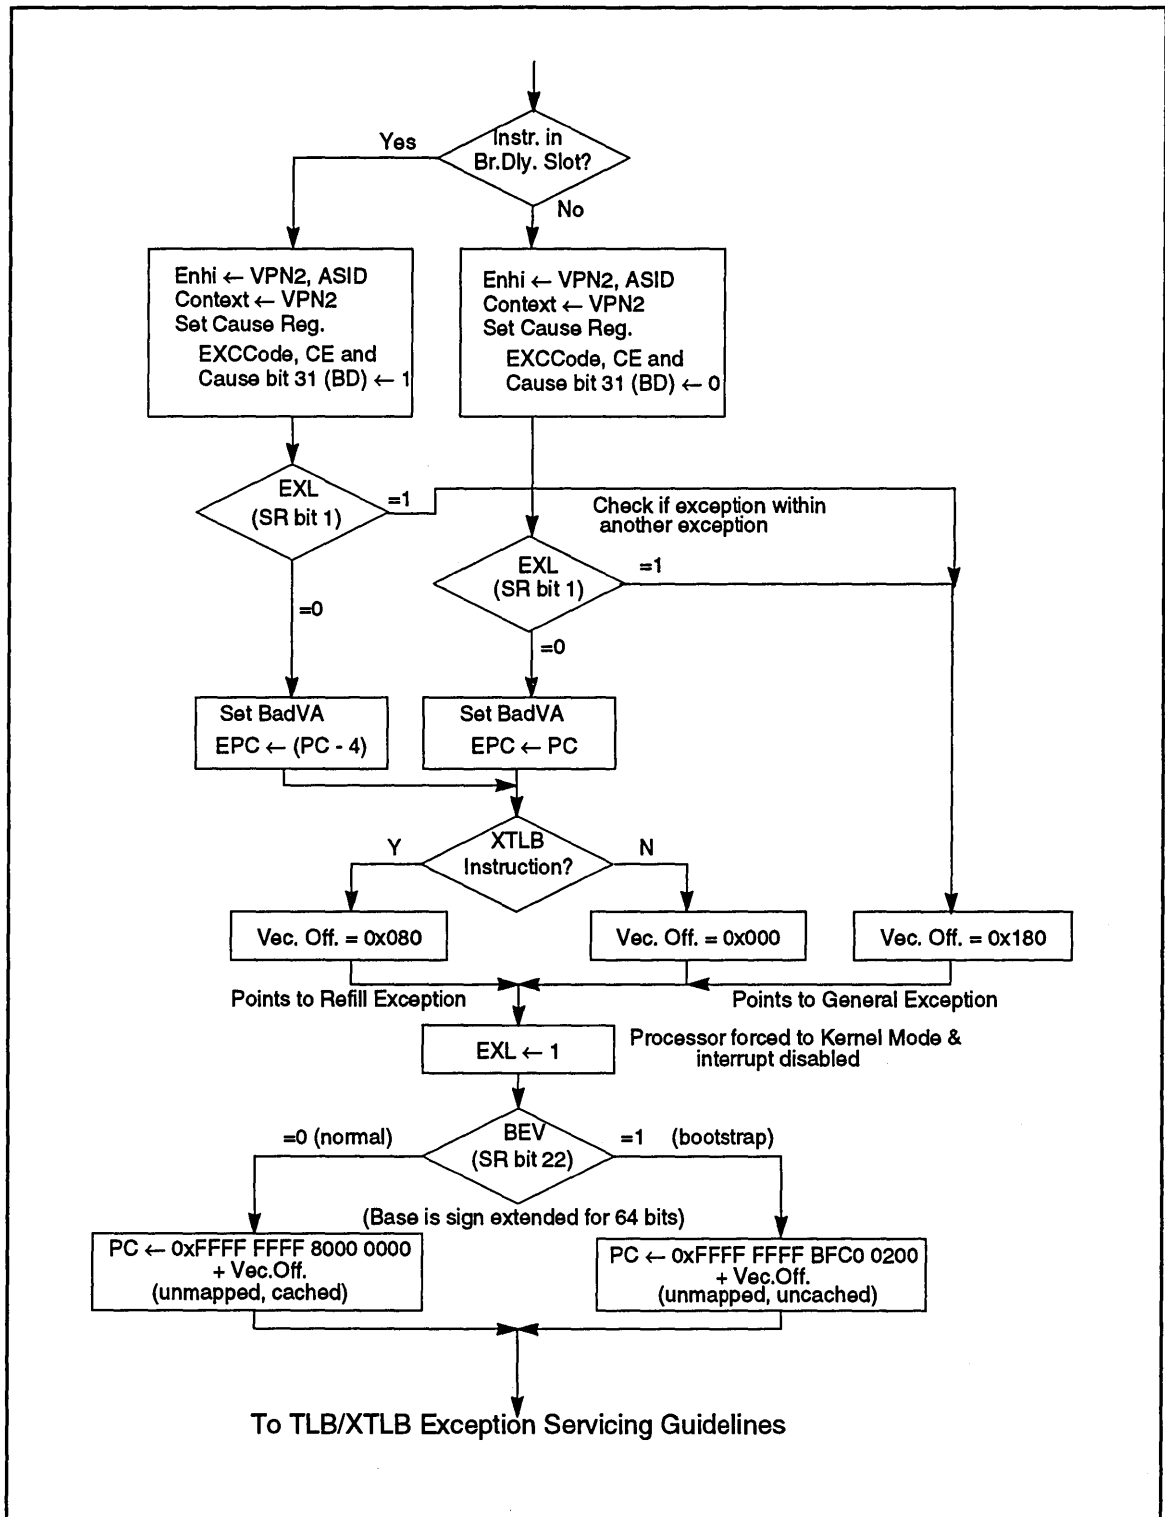 Instr. in
Br.Dly. Slot?
Yes
No
Enhi ← VPN2, ASID
Context ← VPN2
Set Cause Reg.
EXCCode, CE and
Cause bit 31 (BD) ← 1
Enhi ← VPN2, ASID
Context ← VPN2
Set Cause Reg.
EXCCode, CE and
Cause bit 31 (BD) ← 0
EXL
(SR bit 1)
=1
Check if exception within
another exception
EXL
(SR bit 1)
=1
=0
=0
Set BadVA
EPC ← (PC - 4)
Set BadVA
EPC ← PC
XTLB
Instruction?
Y
N
Vec. Off. = 0x080
Vec. Off. = 0x000
Vec. Off. = 0x180
Points to Refill Exception
Points to General Exception
EXL ← 1
Processor forced to Kernel Mode &
interrupt disabled
BEV
(SR bit 22)
=0 (normal)
=1 (bootstrap)
(Base is sign extended for 64 bits)
PC ← 0xFFFF FFFF 8000 0000
+ Vec.Off.
(unmapped, cached)
PC ← 0xFFFF FFFF BFC0 0200
+ Vec.Off.
(unmapped, uncached)
To TLB/XTLB Exception Servicing Guidelines